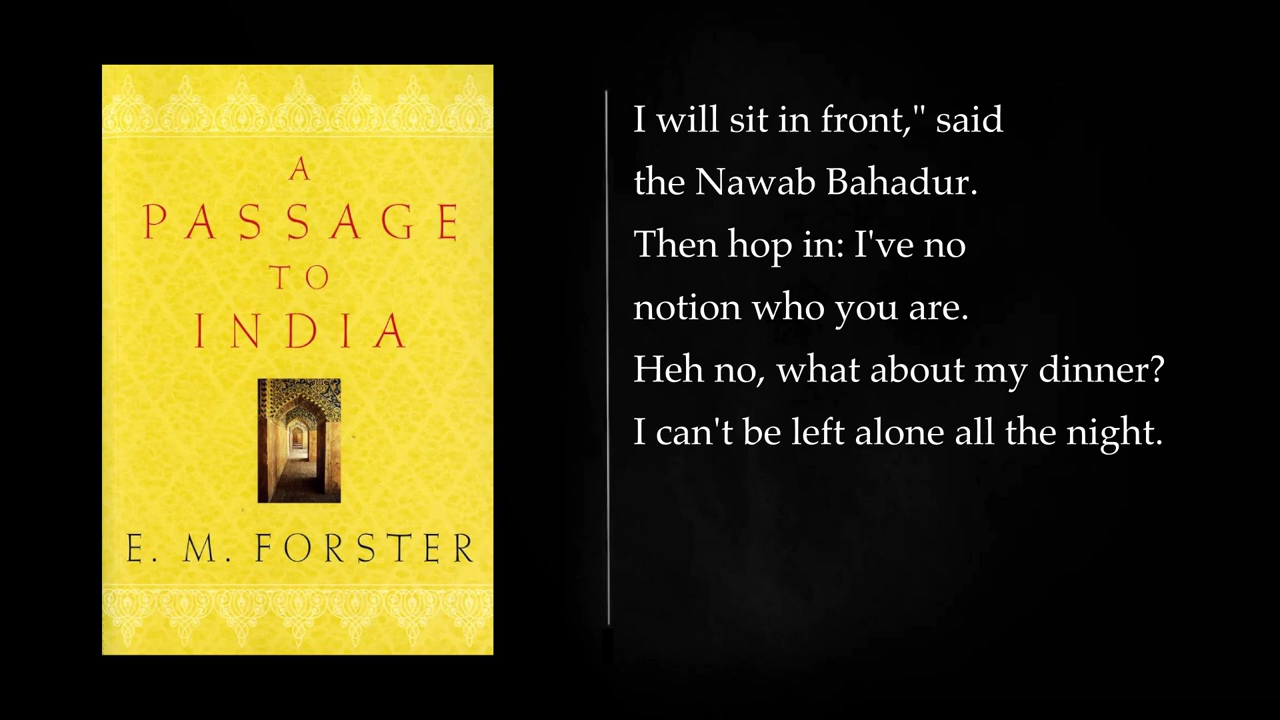 A
PASSAGE
TO
INDIA
E. M. FORSTER
I will sit in front," said
the Nawab Bahadur.
Then hop in: I've no
notion who you are.
Heh no, what about my dinner?
I can't be left alone all the night.